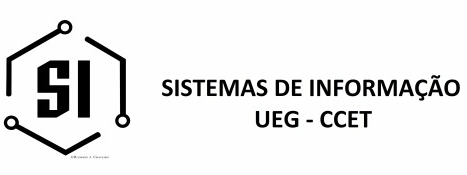 SI
SISTEMAS DE INFORMAÇÃO
UEG - CCET